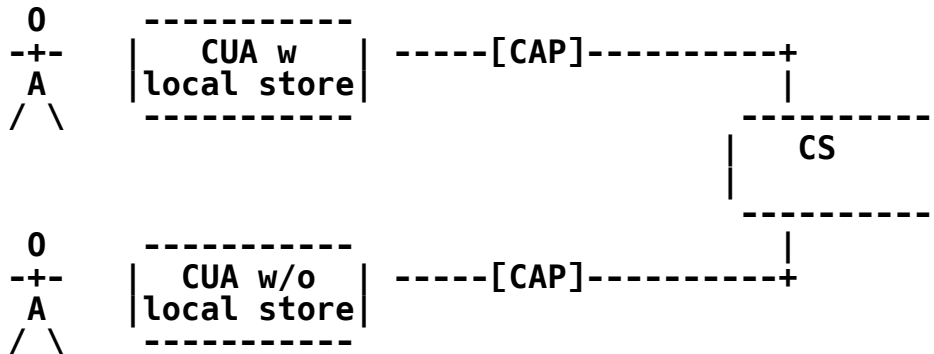 O      -----------
-+-   |   CUA w   | -----[CAP]----------+
 A    |local store|                     |
/ \    -----------                    ----------
                                     |   CS
                                     |
                                      ----------
 O     -----------                      |
-+-   |  CUA w/o  | -----[CAP]----------+
 A    |local store|
/ \    -----------